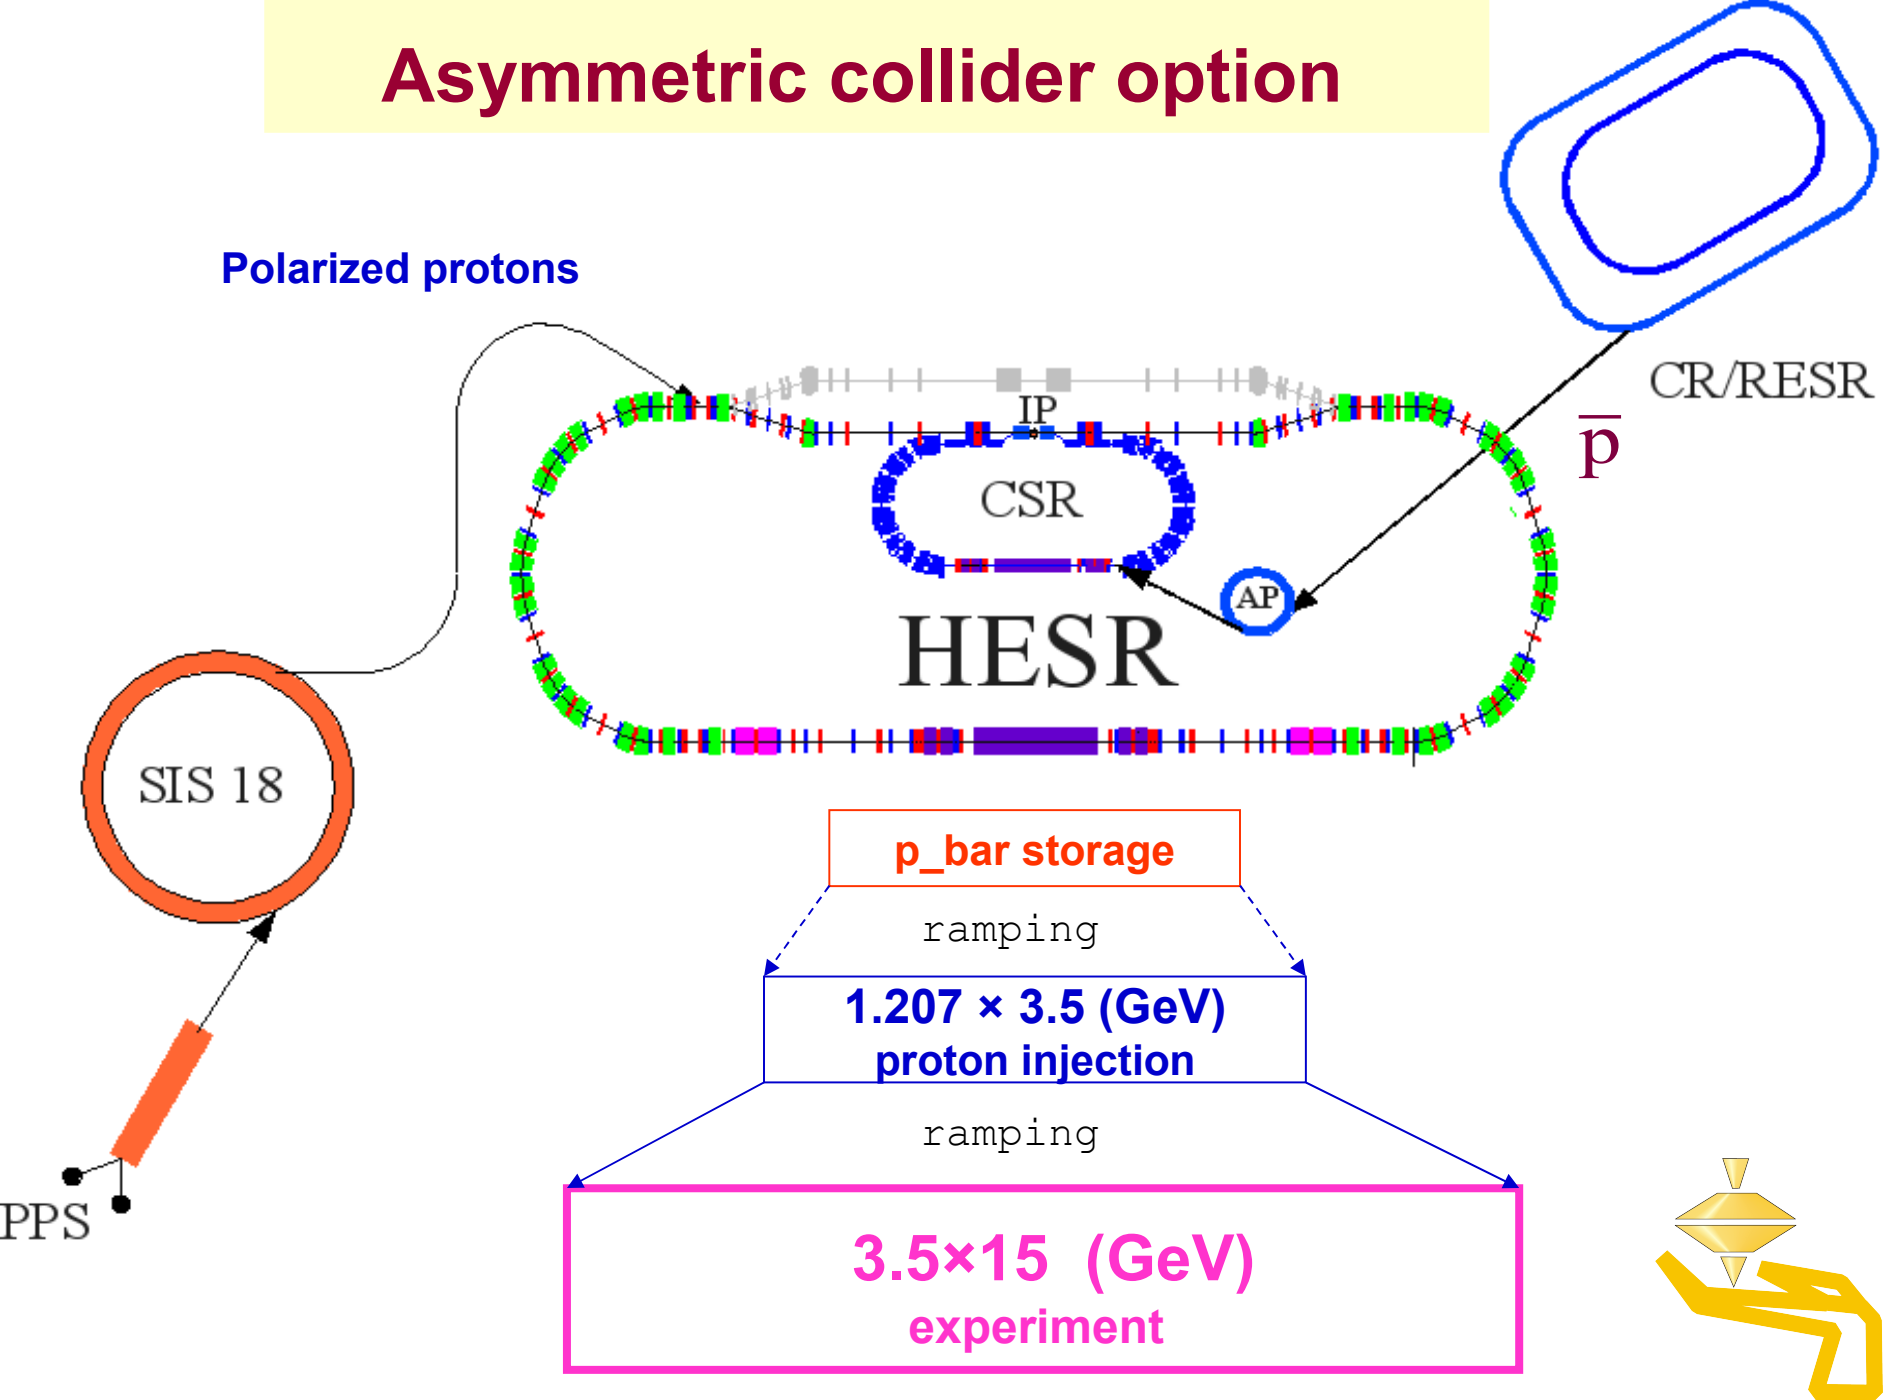 Asymmetric collider option
Polarized protons
CR/RESR
p̅
IP
CSR
AP
HESR
SIS 18
PPS
p_bar storage
ramping
1.207 × 3.5 (GeV)
proton injection
ramping
3.5×15 (GeV)
experiment